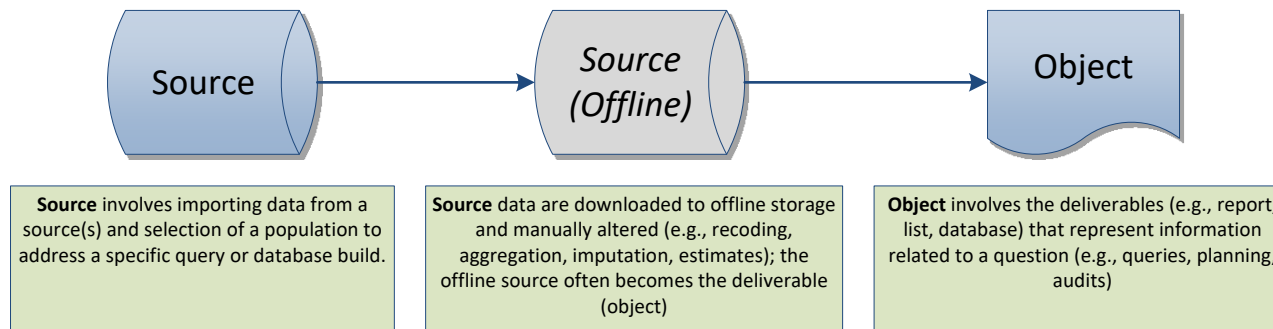 Source
Source
(Offline)
Object
Source involves importing data from a
source(s) and selection of a population to
address a specific query or database build.
Source data are downloaded to offline storage
and manually altered (e.g., recoding,
aggregation, imputation, estimates); the
offline source often becomes the deliverable
(object)
Object involves the deliverables (e.g., report,
list, database) that represent information
related to a question (e.g., queries, planning,
audits)